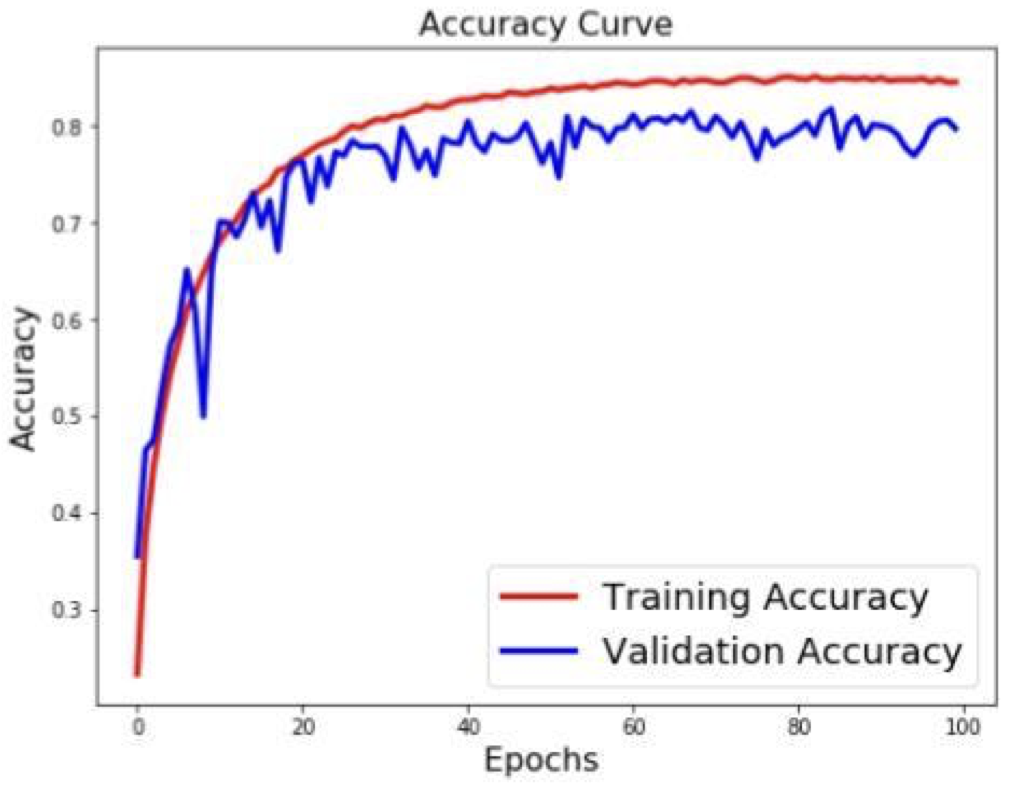 Accuracy Curve
Accuracy
0.8
0.7
0.6
0.5
0.4
0.3
Training Accuracy
Validation Accuracy
0 20 40 60 80 100
Epochs